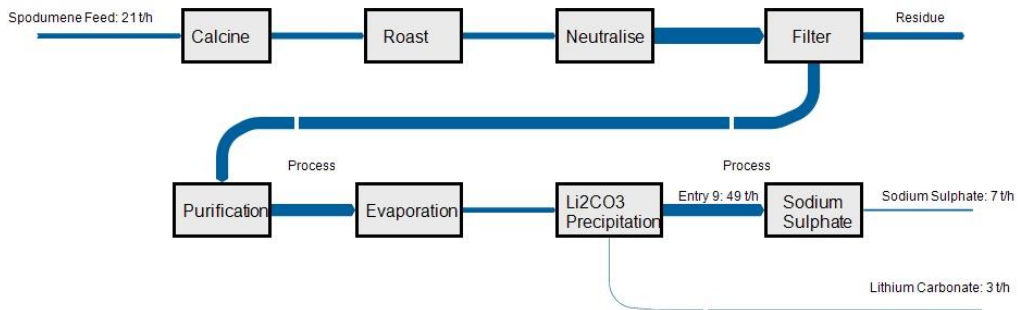 Spodumene Feed: 21 t/h
Residue
Calcine
Roast
Neutralise
Filter
Process
Process
Purification
Evaporation
Li2CO3
Precipitation
Entry 9: 49 t/h
Sodium
Sulphate
Sodium Sulphate: 7 t/h
Lithium Carbonate: 3 t/h